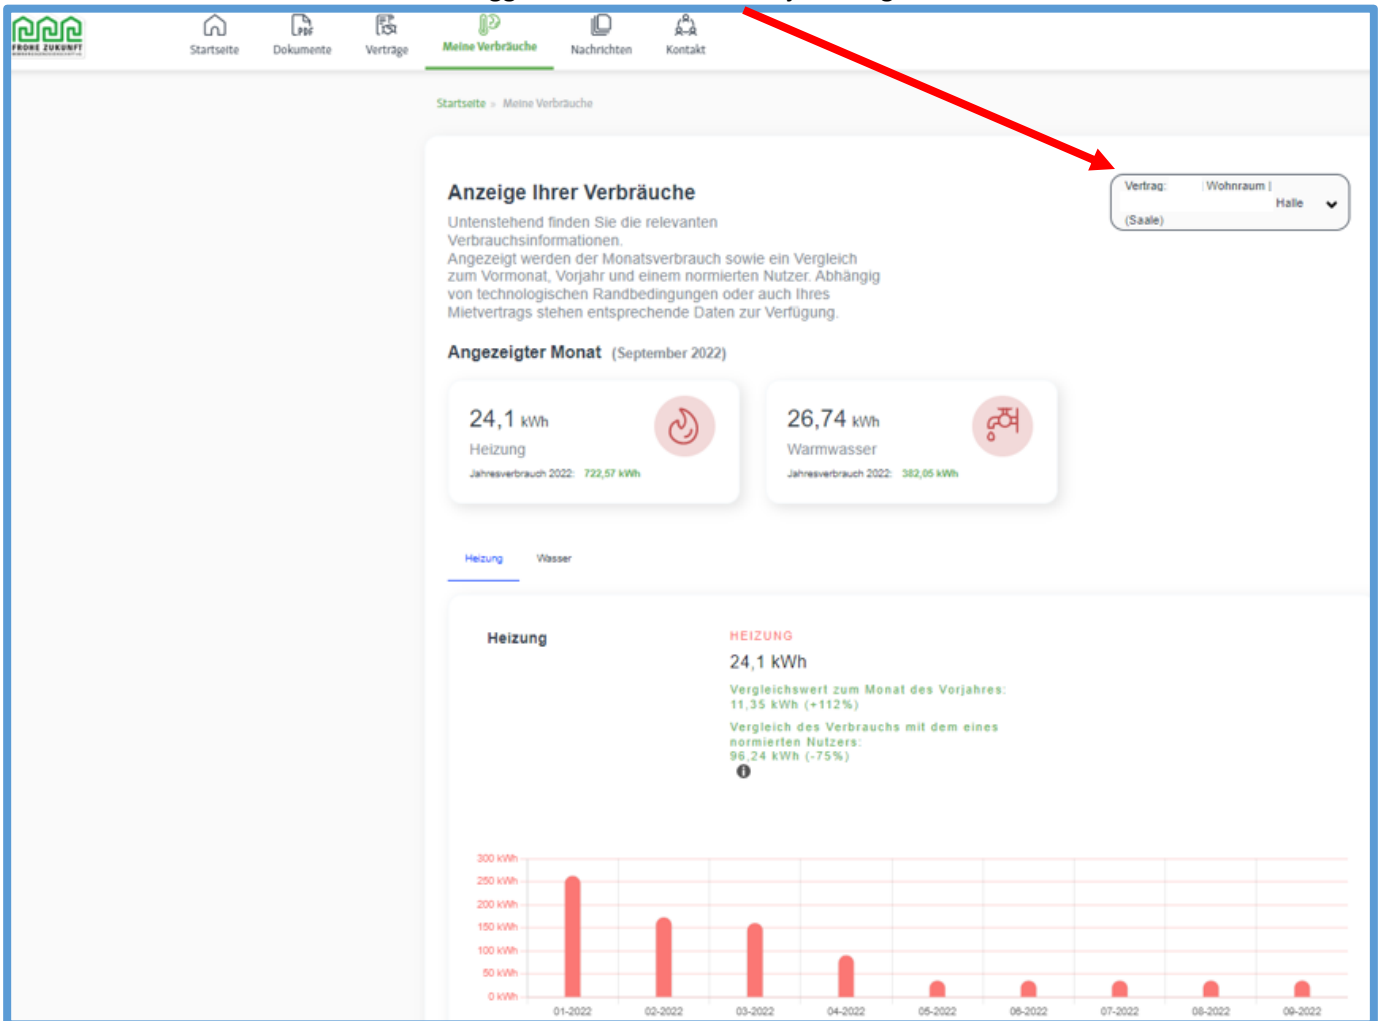 FROHE ZUKUNFT
Startseite
PDF
Dokumente
Verträge
Meine Verbräuche
Nachrichten
Kontakt
Startseite » Meine Verbräuche
Anzeige Ihrer Verbräuche
Untenstehend finden Sie die relevanten
Verbrauchsinformationen.
Angezeigt werden der Monatsverbrauch sowie ein Vergleich
zum Vormonat, Vorjahr und einem normierten Nutzer. Abhängig
von technologischen Randbedingungen oder auch Ihres
Mietvertrags stehen entsprechende Daten zur Verfügung.
Vertrag: | Wohnraum |
Halle
(Saale)
Angezeigter Monat (September 2022)
24,1 kWh
Heizung
Jahresverbrauch 2022: 722,57 kWh
26,74 kWh
Warmwasser
Jahresverbrauch 2022: 382,05 kWh
Heizung
Wasser
Heizung
HEIZUNG
24,1 kWh
Vergleichswert zum Monat des Vorjahres:
11,35 kWh (+112%)
Vergleich des Verbrauchs mit dem eines
normierten Nutzers:
96,24 kWh (-75%)
300 kWh
250 kWh
200 kWh
150 kWh
100 kWh
50 kWh
0 kWh
01-2022
02-2022
03-2022
04-2022
05-2022
06-2022
07-2022
08-2022
09-2022